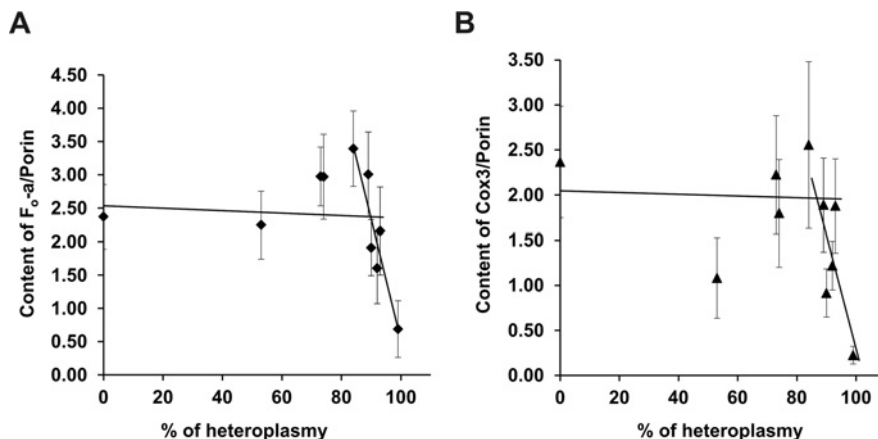 A
Content of Fₒ-a/Porin
4.50
4.00
3.50
3.00
2.50
2.00
1.50
1.00
0.50
0.00
0 20 40 60 80 100
% of heteroplasmy
B
Content of Cox3/Porin
3.50
3.00
2.50
2.00
1.50
1.00
0.50
0.00
0 20 40 60 80 100
% of heteroplasmy